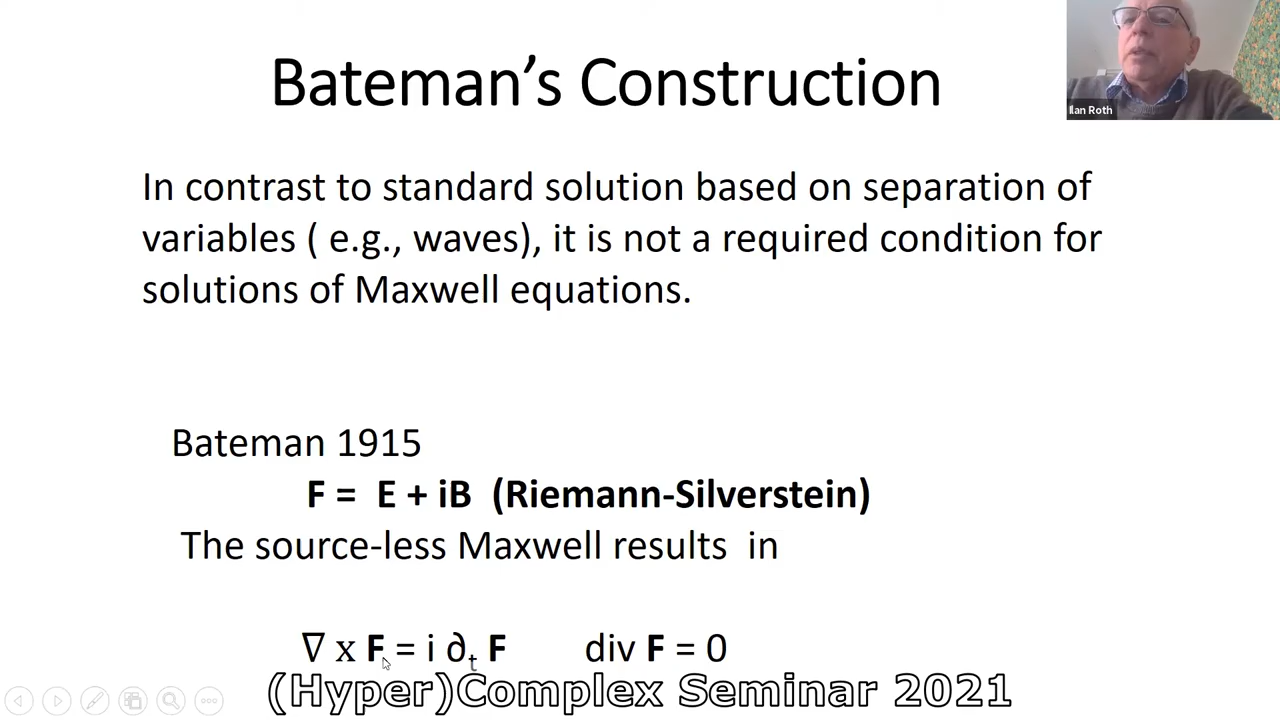 Bateman's Construction
Ilan Roth
In contrast to standard solution based on separation of
variables ( e.g., waves), it is not a required condition for
solutions of Maxwell equations.
Bateman 1915
F = E + iB (Riemann-Silverstein)
The source-less Maxwell results in
∇ x F = i ∂t F div F = 0
(Hyper)Complex Seminar 2021